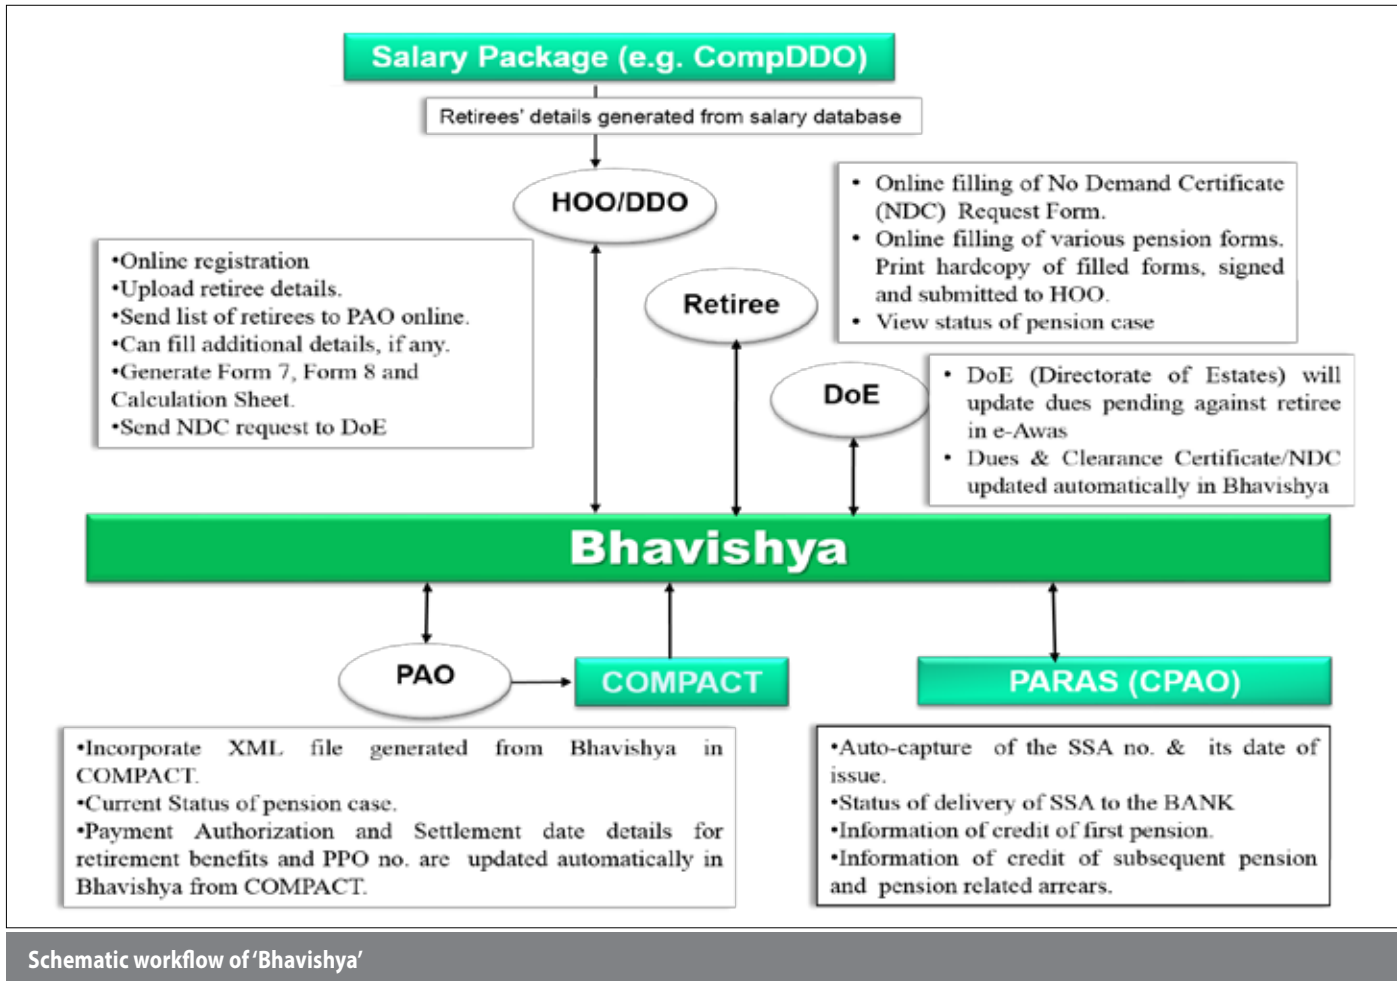 Salary Package (e.g. CompDDO)
Retirees' details generated from salary database
HOO/DDO
•Online registration
•Upload retiree details.
•Send list of retirees to PAO online.
•Can fill additional details, if any.
•Generate Form 7, Form 8 and
Calculation Sheet.
•Send NDC request to DoE
Retiree
• Online filling of No Demand Certificate
(NDC) Request Form.
• Online filling of various pension forms.
Print hardcopy of filled forms, signed
and submitted to HOO.
• View status of pension case
DoE
• DoE (Directorate of Estates) will
update dues pending against retiree
in e-Awas
• Dues & Clearance Certificate/NDC
updated automatically in Bhavishya
Bhavishya
PAO
COMPACT
PARAS (CPAO)
•Incorporate XML file generated from Bhavishya in
COMPACT.
•Current Status of pension case.
•Payment Authorization and Settlement date details for
retirement benefits and PPO no. are updated automatically in
Bhavishya from COMPACT.
•Auto-capture of the SSA no. & its date of
issue.
•Status of delivery of SSA to the BANK
•Information of credit of first pension.
•Information of credit of subsequent pension
and pension related arrears.
Schematic workflow of 'Bhavishya'